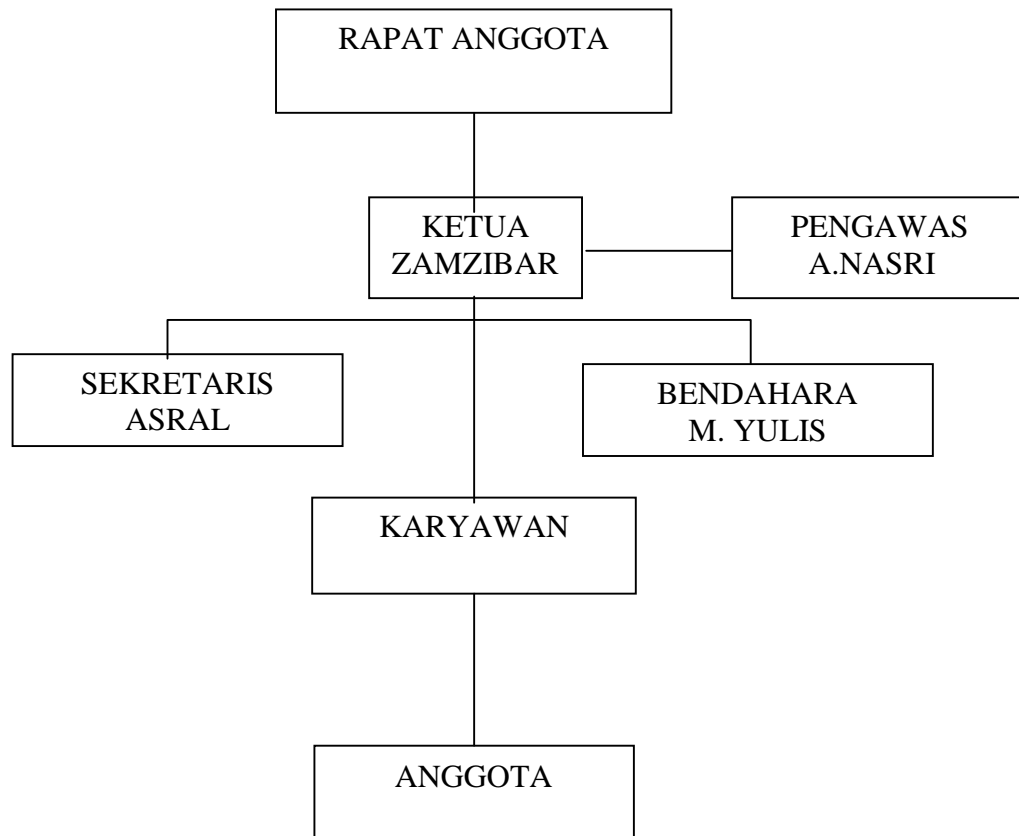 RAPAT ANGGOTA
KETUA
ZAMZIBAR
PENGAWAS
A.NASRI
SEKRETARIS
ASRAL
BENDAHARA
M. YULIS
KARYAWAN
ANGGOTA